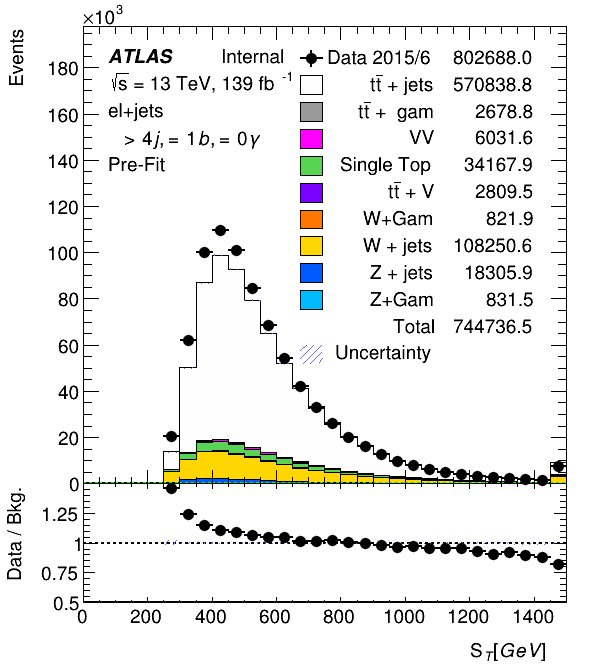 ×10³
Events
180
160
140
120
100
80
60
40
20
0
ATLAS Internal
√s = 13 TeV, 139 fb⁻¹
el+jets
> 4j, = 1b, = 0γ
Pre-Fit
Data 2015/6 802688.0
tt̄ + jets 570838.8
tt̄ + gam 2678.8
VV 6031.6
Single Top 34167.9
tt̄ + V 2809.5
W+Gam 821.9
W + jets 108250.6
Z + jets 18305.9
Z+Gam 831.5
Total 744736.5
Uncertainty
Data / Bkg.
1.25
1
0.75
0.5
0 200 400 600 800 1000 1200 1400
S_T[GeV]